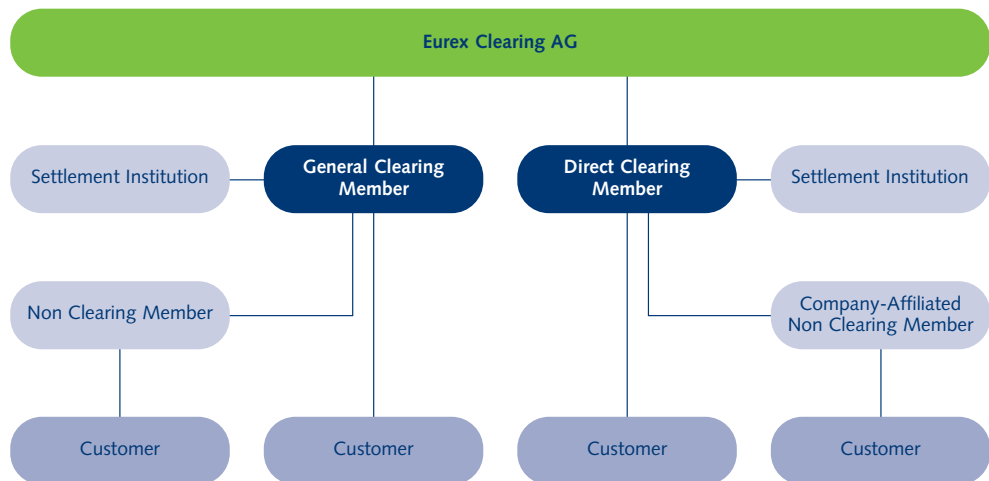 Eurex Clearing AG
Settlement Institution
General Clearing
Member
Direct Clearing
Member
Settlement Institution
Non Clearing Member
Company-Affiliated
Non Clearing Member
Customer
Customer
Customer
Customer